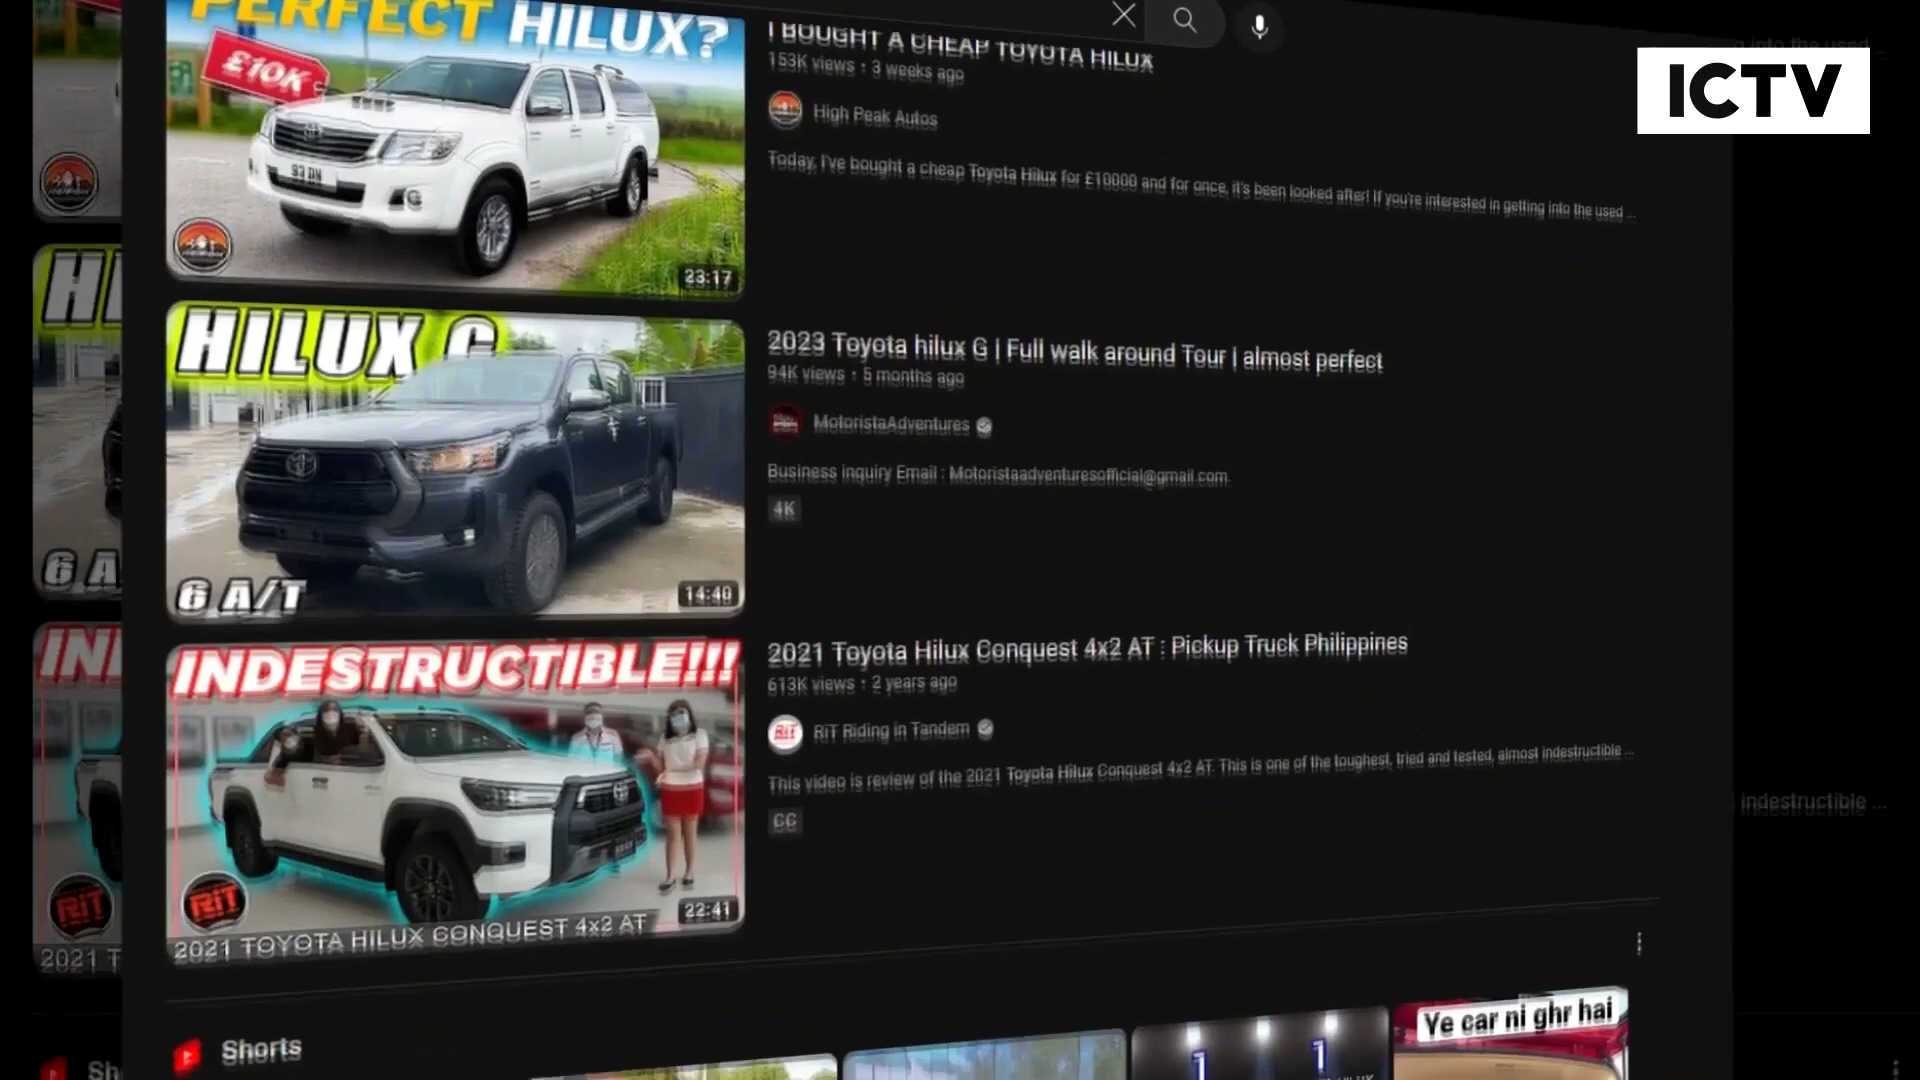 PERFECT HILUX?
£10K
23:17
I BOUGHT A CHEAP TOYOTA HILUX
153K views • 3 weeks ago
High Peak Autos
Today, I've bought a cheap Toyota Hilux for £10000 and for once, it's been looked after! If you're interested in getting into the used ...
ICTV
HILUX G
6 A/T
14:40
2023 Toyota hilux G | Full walk around Tour | almost perfect
94K views • 5 months ago
MotoristaAdventures
Business inquiry Email : Motoristaadventuresofficial@gmail.com.
4K
INDESTRUCTIBLE!!!
RiT
2021 TOYOTA HILUX CONQUEST 4x2 AT
22:41
2021 Toyota Hilux Conquest 4x2 AT : Pickup Truck Philippines
613K views • 2 years ago
RiT
RiT Riding in Tandem
This video is review of the 2021 Toyota Hilux Conquest 4x2 AT. This is one of the toughest, tried and tested, almost indestructible ...
CC
indestructible ...
Shorts
1 1
Ye car ni ghr hai